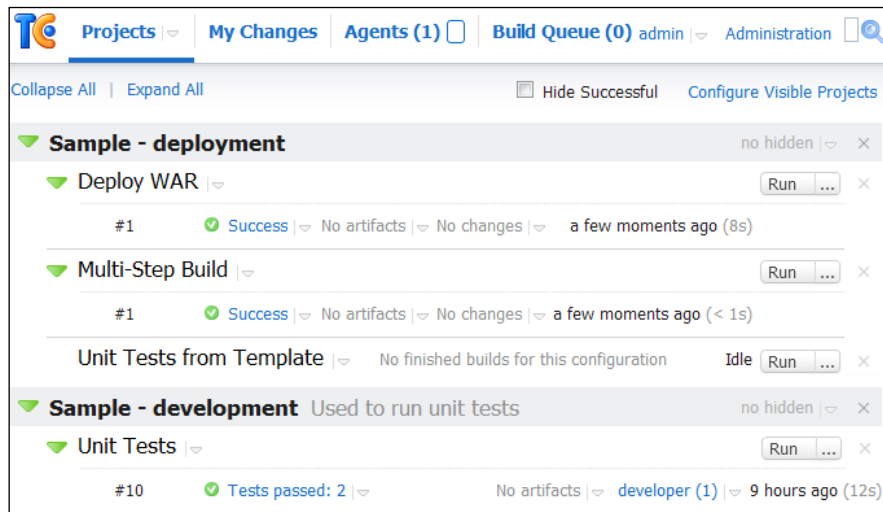 TC Projects My Changes Agents (1) Build Queue (0) admin Administration
Collapse All | Expand All Hide Successful Configure Visible Projects
Sample - deployment no hidden
Deploy WAR Run ...
#1 Success No artifacts No changes a few moments ago (8s)
Multi-Step Build Run ...
#1 Success No artifacts No changes a few moments ago (< 1s)
Unit Tests from Template No finished builds for this configuration Idle Run ...
Sample - development Used to run unit tests no hidden
Unit Tests Run ...
#10 Tests passed: 2 No artifacts developer (1) 9 hours ago (12s)